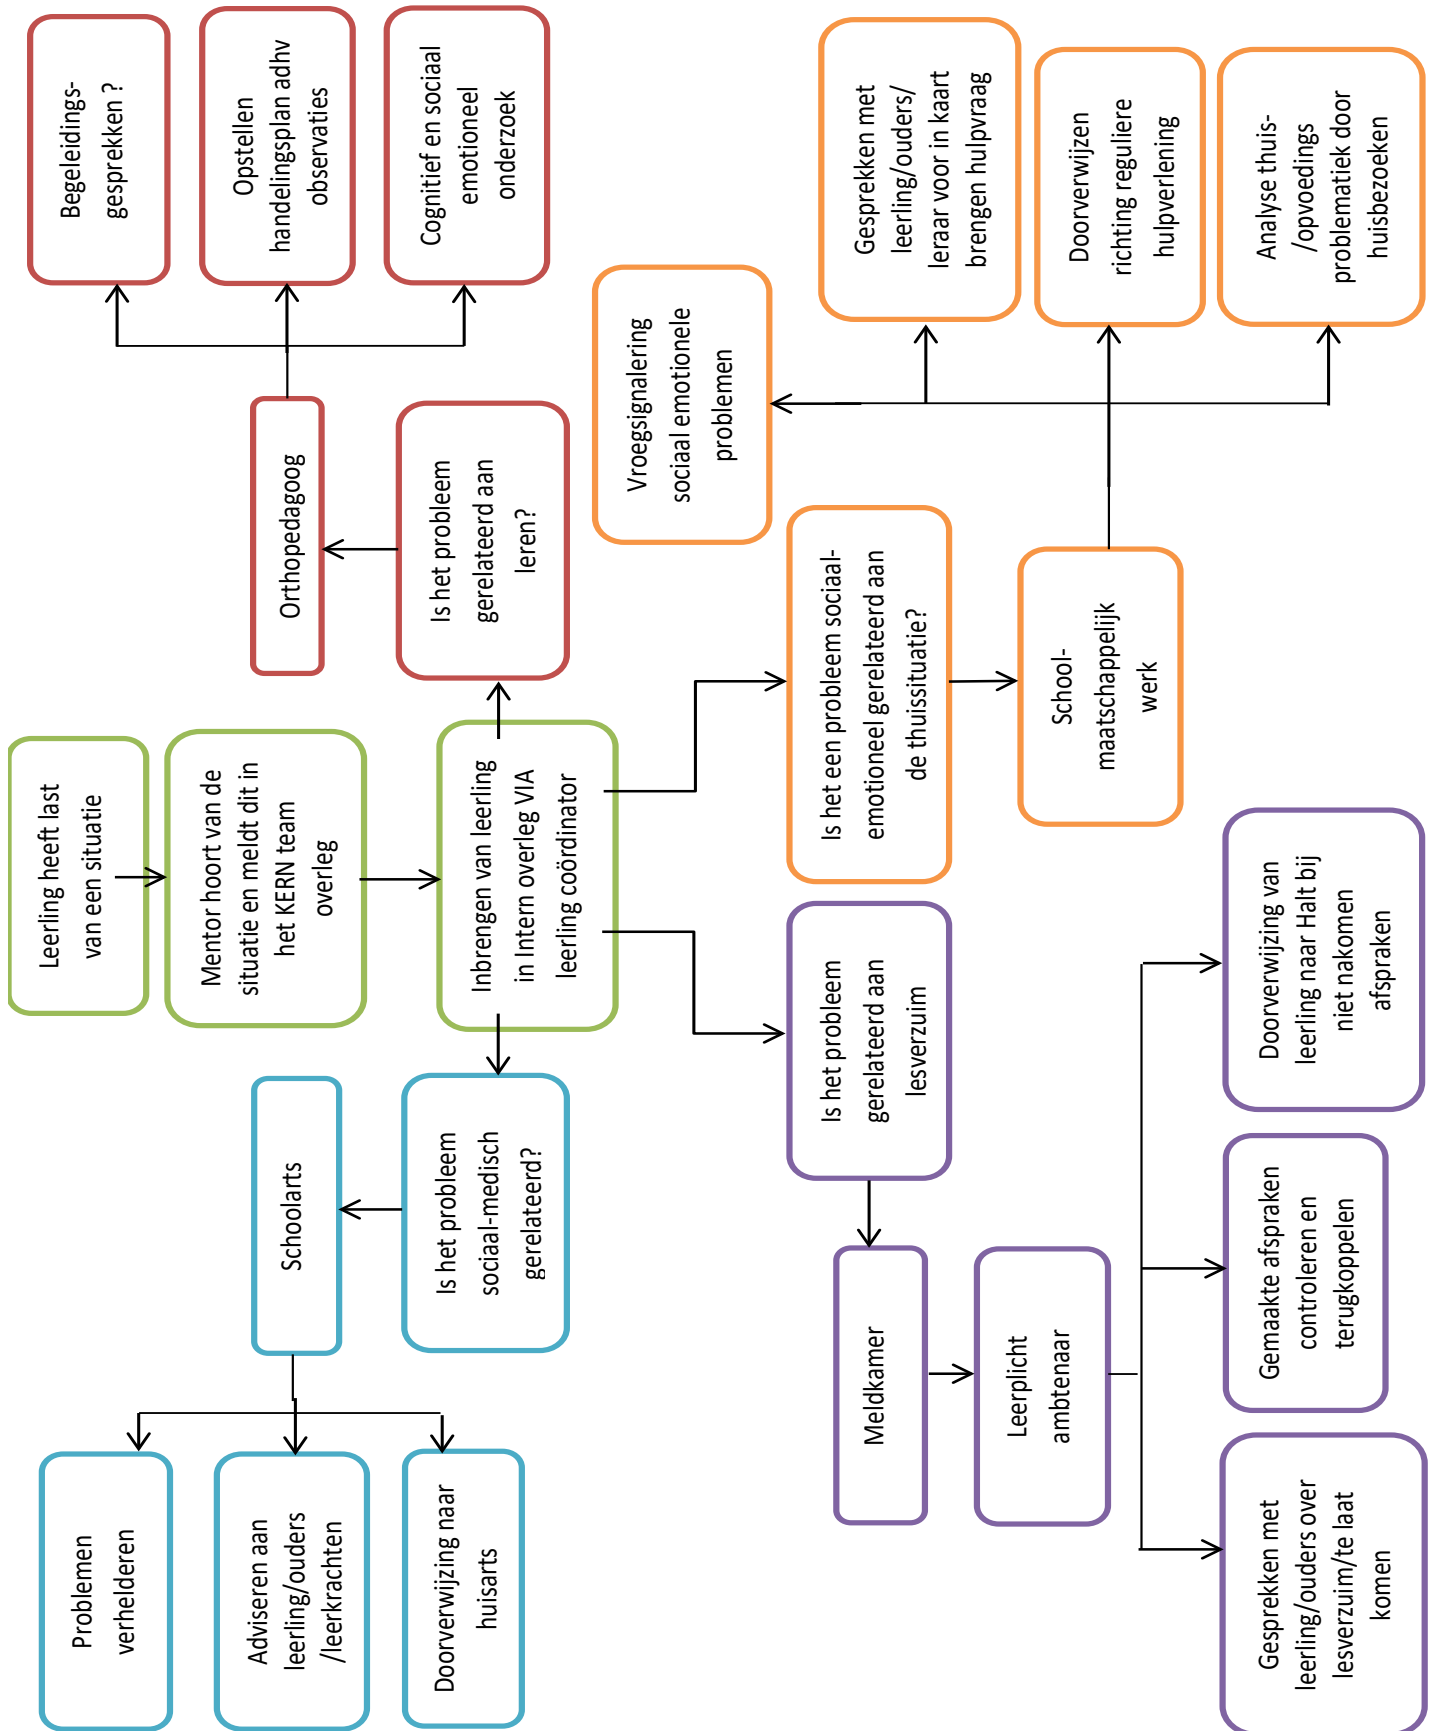 Leerling heeft last
van een situatie
Mentor hoort van de
situatie en meldt dit in
het KERN team
overleg
Inbrengen van leerling
in Intern overleg VIA
leerling coördinator
Problemen
verhelderen
Adviseren aan
leerling/ouders
/leerkrachten
Doorverwijzing naar
huisarts
Schoolarts
Is het probleem
sociaal-medisch
gerelateerd?
Orthopedagoog
Is het probleem
gerelateerd aan
leren?
Begeleidings-
gesprekken ?
Opstellen
handelingsplan adhv
observaties
Cognitief en sociaal
emotioneel
onderzoek
Is het probleem
gerelateerd aan
lesverzuim
Meldkamer
Leerplicht
ambtenaar
Gesprekken met
leerling/ouders over
lesverzuim/te laat
komen
Gemaakte afspraken
controleren en
terugkoppelen
Doorverwijzing van
leerling naar Halt bij
niet nakomen
afspraken
Is het een probleem sociaal-
emotioneel gerelateerd aan
de thuissituatie?
School-
maatschappelijk
werk
Vroegsignalering
sociaal emotionele
problemen
Gesprekken met
leerling/ouders/
leraar voor in kaart
brengen hulpvraag
Doorverwijzen
richting reguliere
hulpverlening
Analyse thuis-
/opvoedings
problematiek door
huisbezoeken